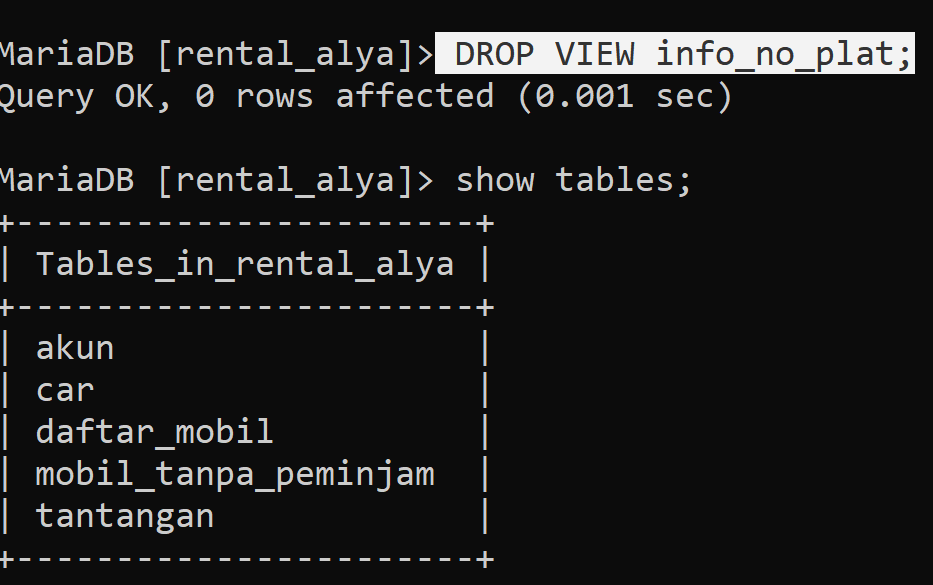 MariaDB [rental_alya]> DROP VIEW info_no_plat;
Query OK, 0 rows affected (0.001 sec)
MariaDB [rental_alya]> show tables;
+------------------------+
| Tables_in_rental_alya |
+------------------------+
| akun |
| car |
| daftar_mobil |
| mobil_tanpa_peminjam |
| tantangan |
+------------------------+